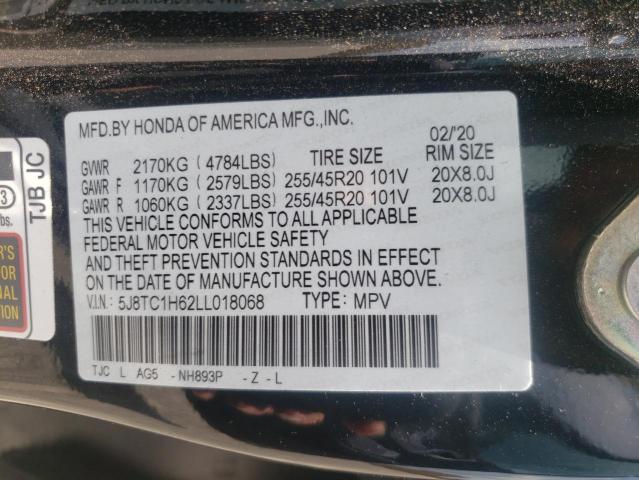 MFD.BY HONDA OF AMERICA MFG.,INC.
02/'20
GVWR 2170KG ( 4784LBS) TIRE SIZE RIM SIZE
GAWR F 1170KG ( 2579LBS) 255/45R20 101V 20X8.0J
GAWR R 1060KG ( 2337LBS) 255/45R20 101V 20X8.0J
THIS VEHICLE CONFORMS TO ALL APPLICABLE
FEDERAL MOTOR VEHICLE SAFETY
AND THEFT PREVENTION STANDARDS IN EFFECT
ON THE DATE OF MANUFACTURE SHOWN ABOVE.
V.I.N.: 5J8TC1H62LL018068 TYPE: MPV
TJC L AG5 -NH893P -Z-L
TJB JC
3
lbs.